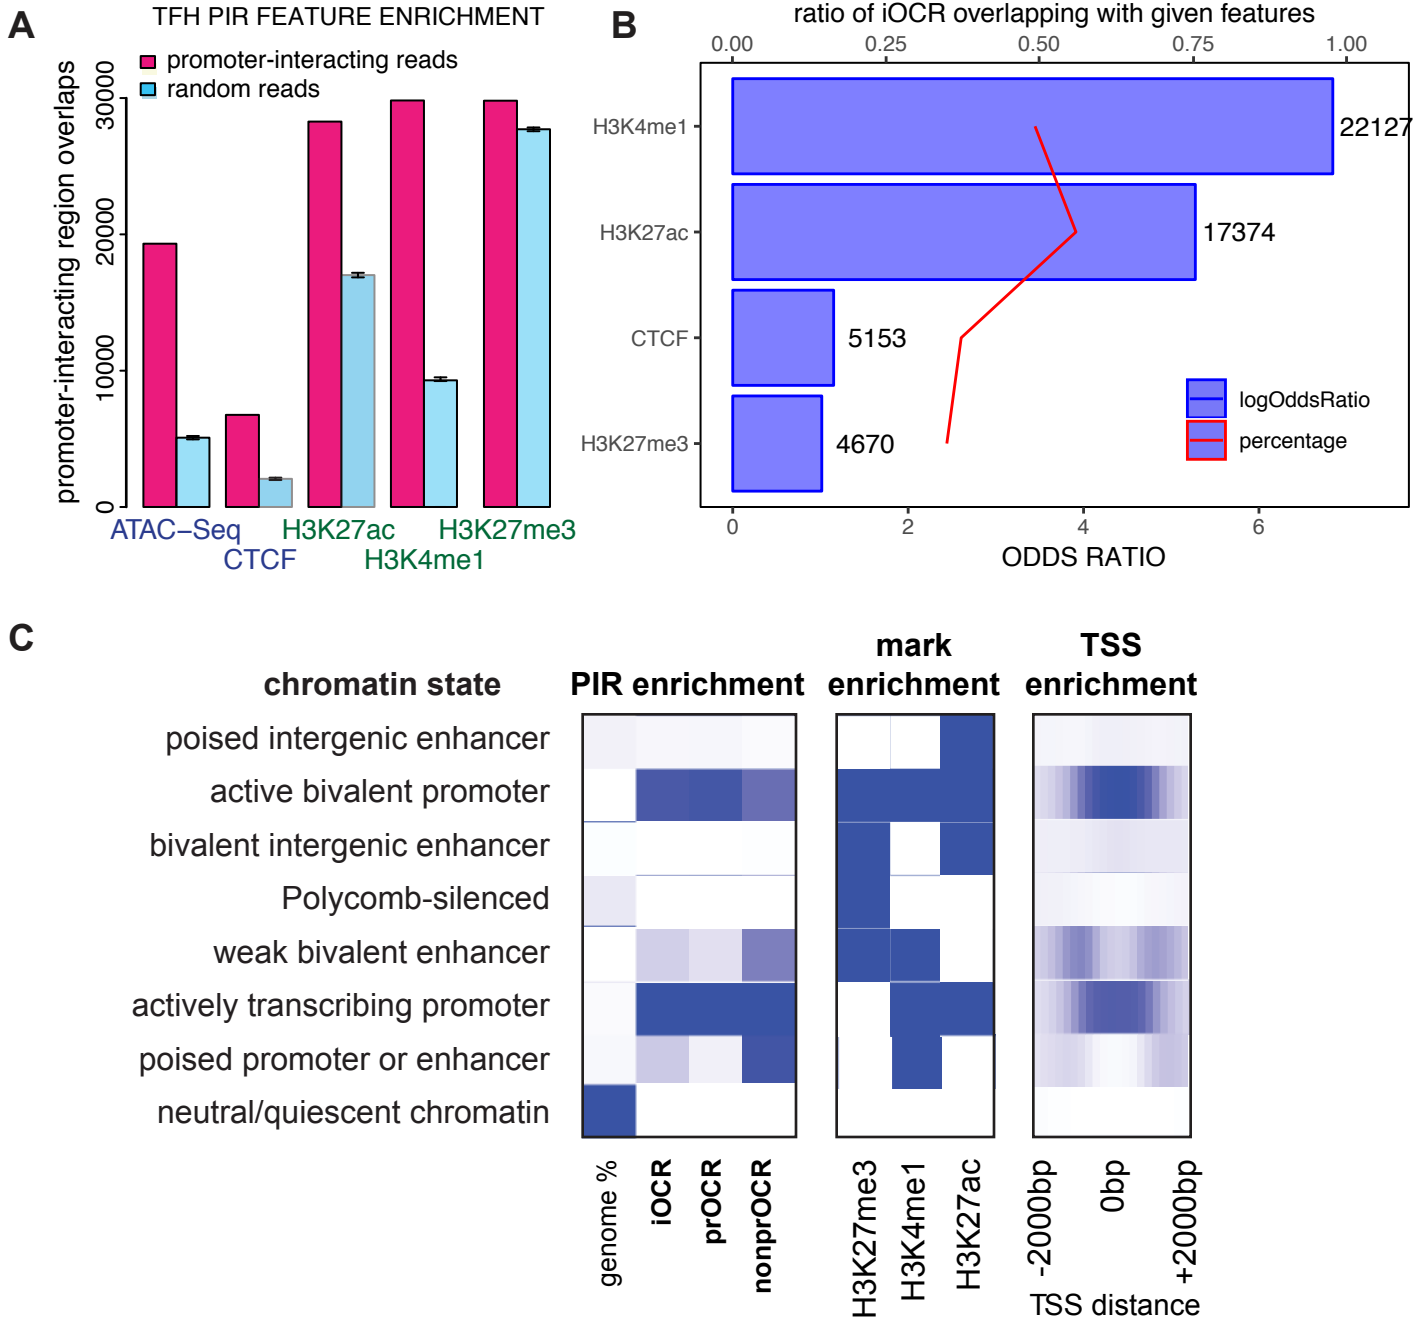 A
TFH PIR FEATURE ENRICHMENT
promoter-interacting reads
random reads
promoter-interacting region overlaps
0
10000
20000
30000
ATAC−Seq
CTCF
H3K27ac
H3K4me1
H3K27me3
B
ratio of iOCR overlapping with given features
0.00 0.25 0.50 0.75 1.00
H3K4me1
22127
H3K27ac
17374
CTCF
5153
H3K27me3
4670
logOddsRatio
percentage
0 2 4 6
ODDS RATIO
C
chromatin state
PIR enrichment
mark
enrichment
TSS
enrichment
poised intergenic enhancer
active bivalent promoter
bivalent intergenic enhancer
Polycomb-silenced
weak bivalent enhancer
actively transcribing promoter
poised promoter or enhancer
neutral/quiescent chromatin
genome %
iOCR
prOCR
nonprOCR
H3K27me3
H3K4me1
H3K27ac
-2000bp
0bp
+2000bp
TSS distance